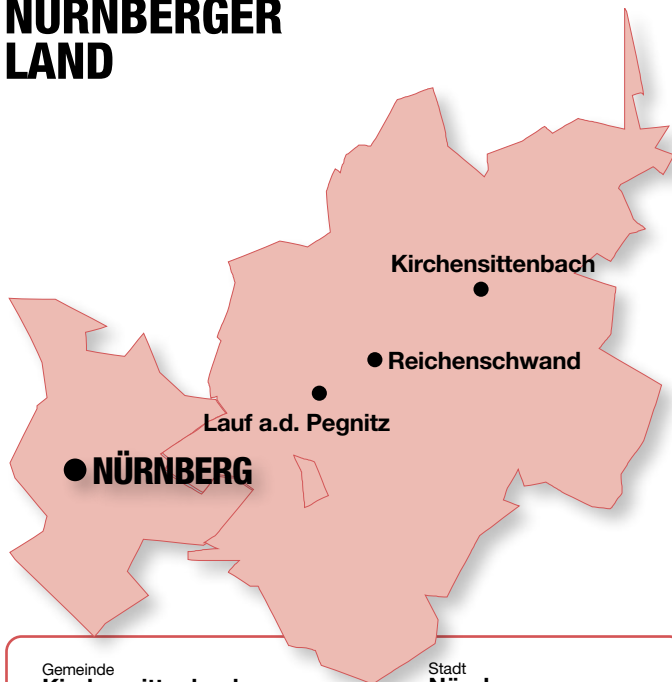 NÜRNBERGER
LAND
Kirchensittenbach
Reichenschwand
Lauf a.d. Pegnitz
NÜRNBERG
Gemeinde
Stadt